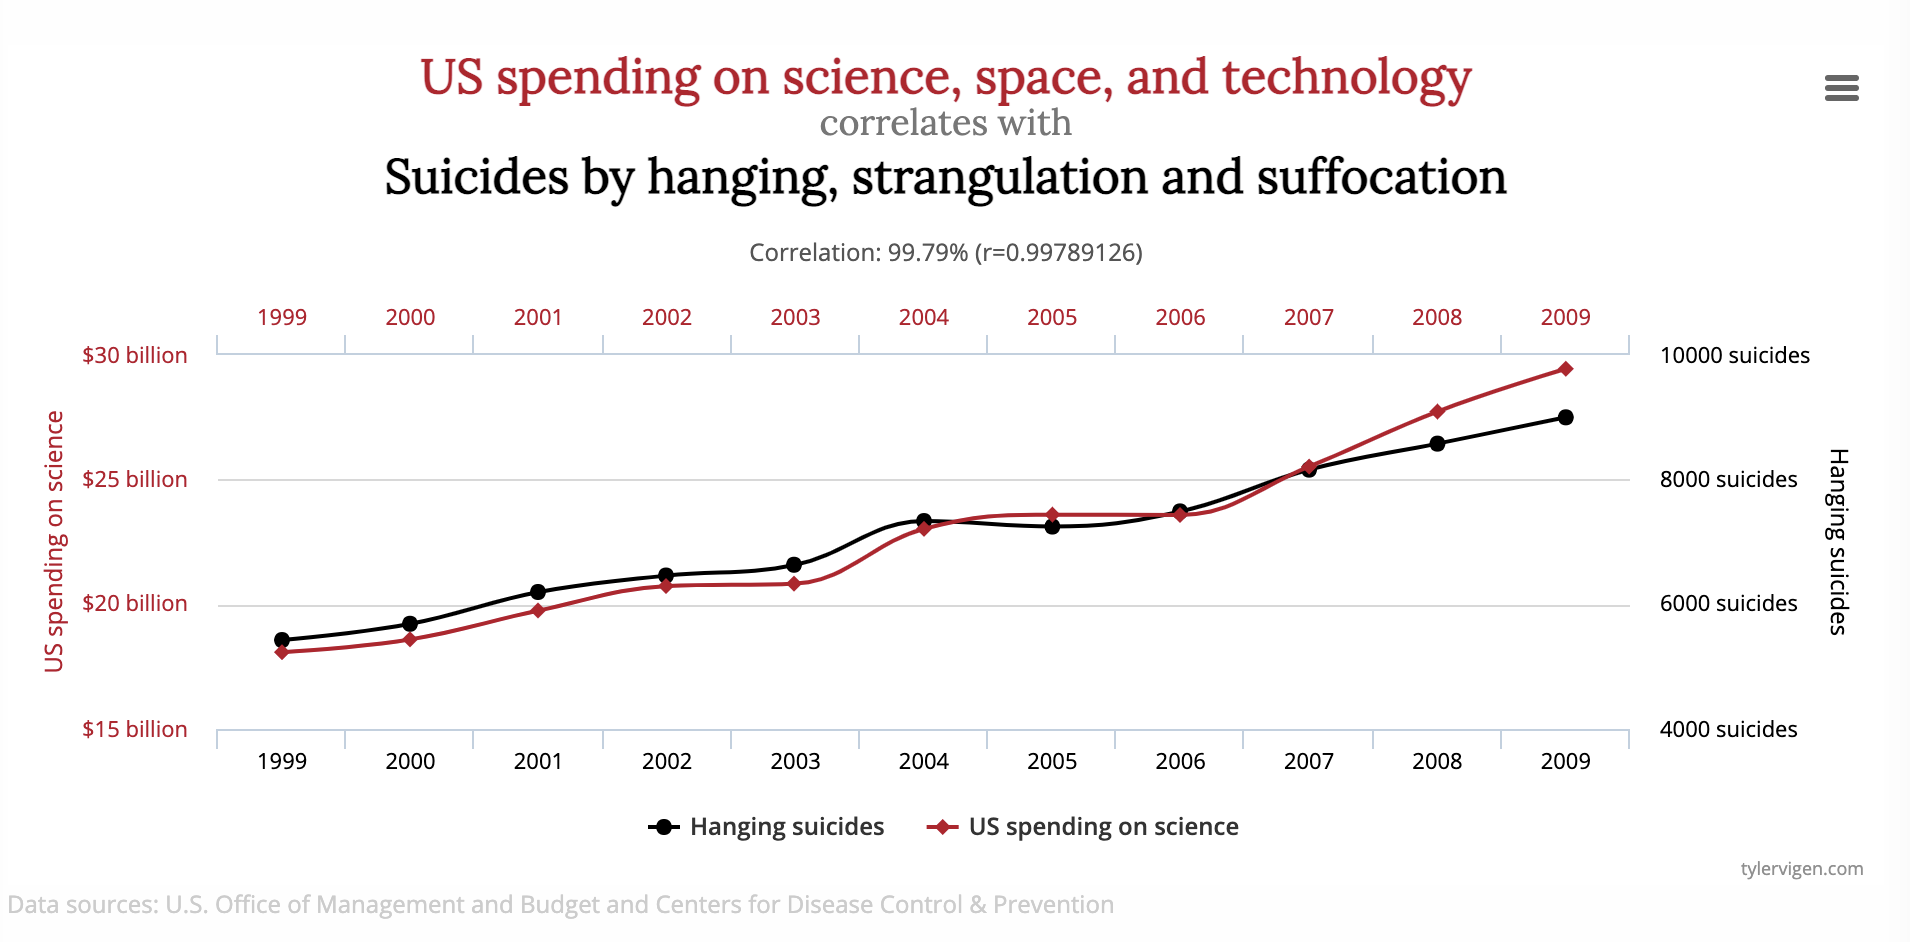 US spending on science, space, and technology
correlates with
Suicides by hanging, strangulation and suffocation
Correlation: 99.79% (r=0.99789126)
1999 2000 2001 2002 2003 2004 2005 2006 2007 2008 2009
US spending on science
$30 billion
$25 billion
$20 billion
$15 billion
10000 suicides
8000 suicides
6000 suicides
4000 suicides
Hanging suicides
1999 2000 2001 2002 2003 2004 2005 2006 2007 2008 2009
Hanging suicides US spending on science
tylervigen.com
Data sources: U.S. Office of Management and Budget and Centers for Disease Control & Prevention